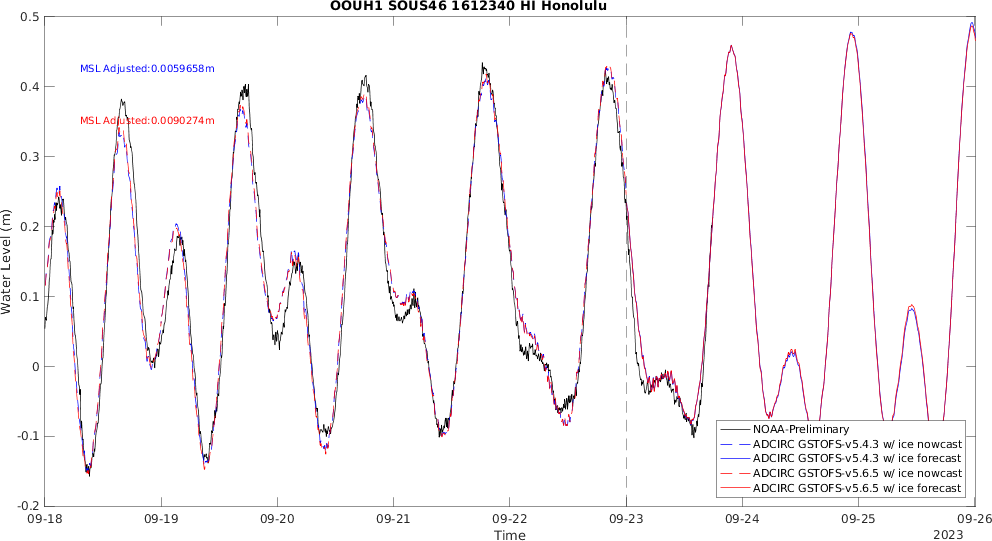 OOUH1 SOUS46 1612340 HI Honolulu
0.5
MSL Adjusted:0.0059658m
0.4
MSL Adjusted:0.0090274m
0.3
0.2
Water Level (m)
0.1
0
-0.1
-0.2
NOAA-Preliminary
ADCIRC GSTOFS-v5.4.3 w/ ice nowcast
ADCIRC GSTOFS-v5.4.3 w/ ice forecast
ADCIRC GSTOFS-v5.6.5 w/ ice nowcast
ADCIRC GSTOFS-v5.6.5 w/ ice forecast
09-18 09-19 09-20 09-21 09-22 09-23 09-24 09-25 09-26
Time
2023